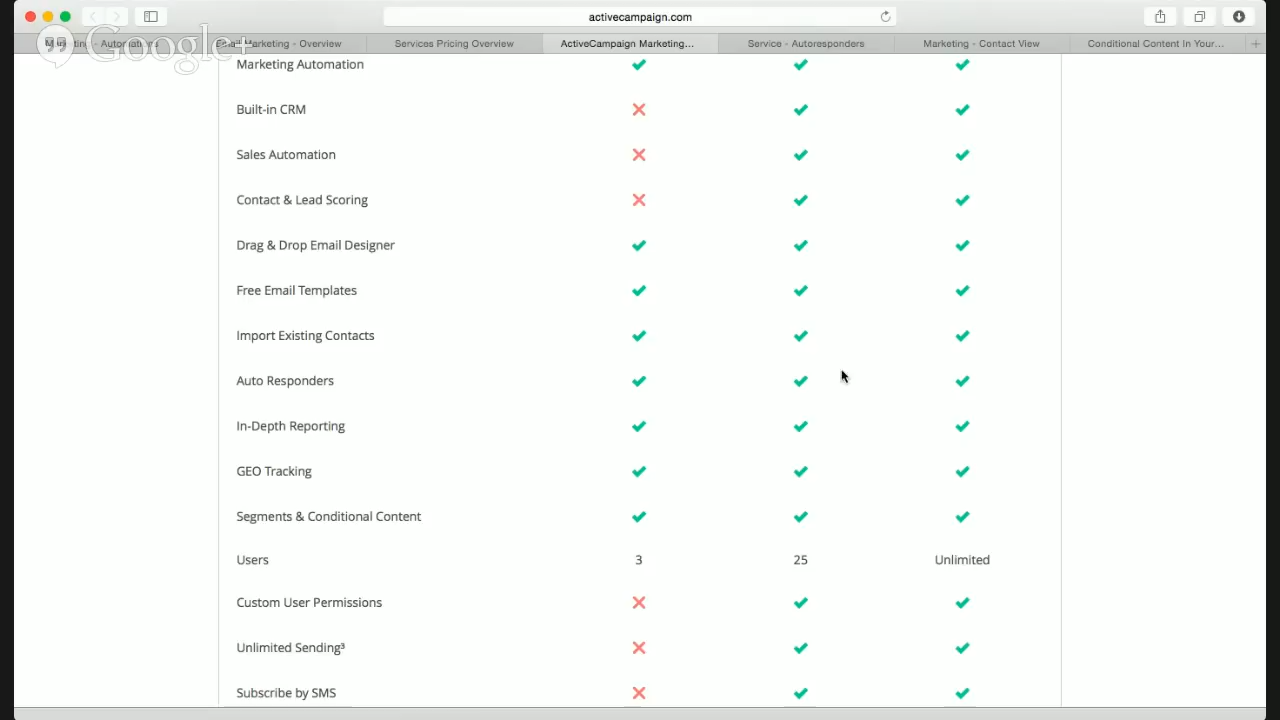 activecampaign.com
Google+
Marketing - Automations
Email Marketing - Overview
Services Pricing Overview
ActiveCampaign Marketing...
Service - Autoresponders
Marketing - Contact View
Conditional Content In Your...
Marketing Automation
Built-in CRM
Sales Automation
Contact & Lead Scoring
Drag & Drop Email Designer
Free Email Templates
Import Existing Contacts
Auto Responders
In-Depth Reporting
GEO Tracking
Segments & Conditional Content
Users 3 25 Unlimited
Custom User Permissions
Unlimited Sending³
Subscribe by SMS